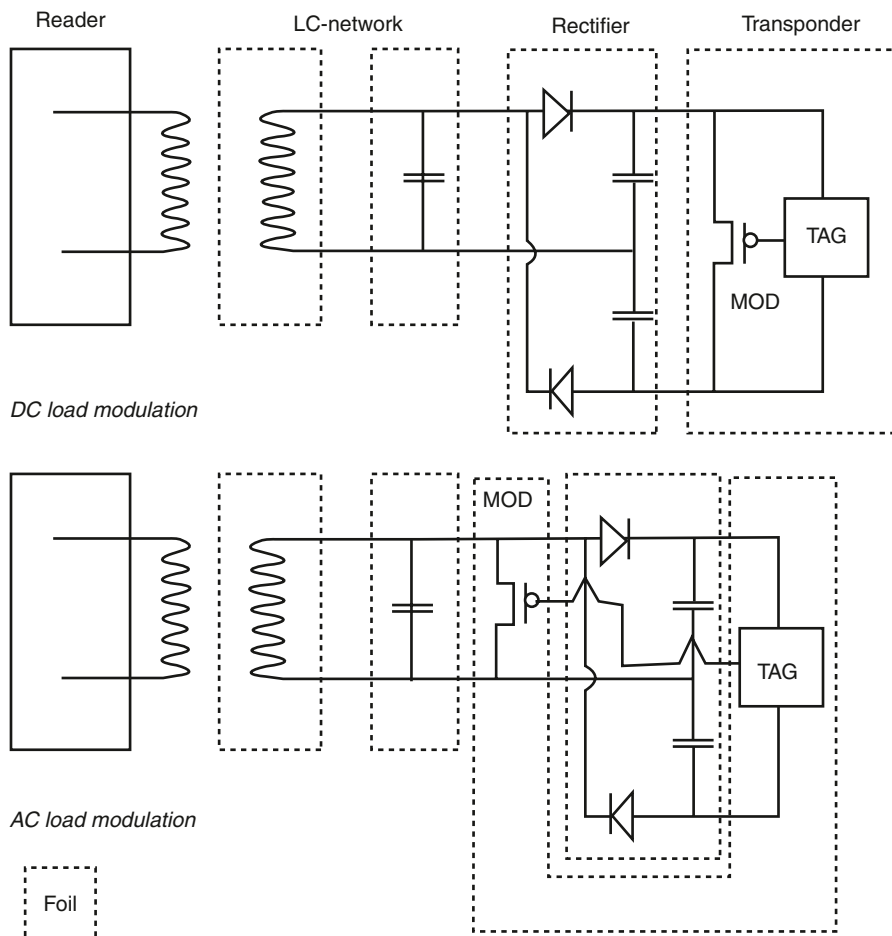 Reader
LC-network
Rectifier
Transponder
TAG
MOD
DC load modulation
MOD
TAG
AC load modulation
Foil